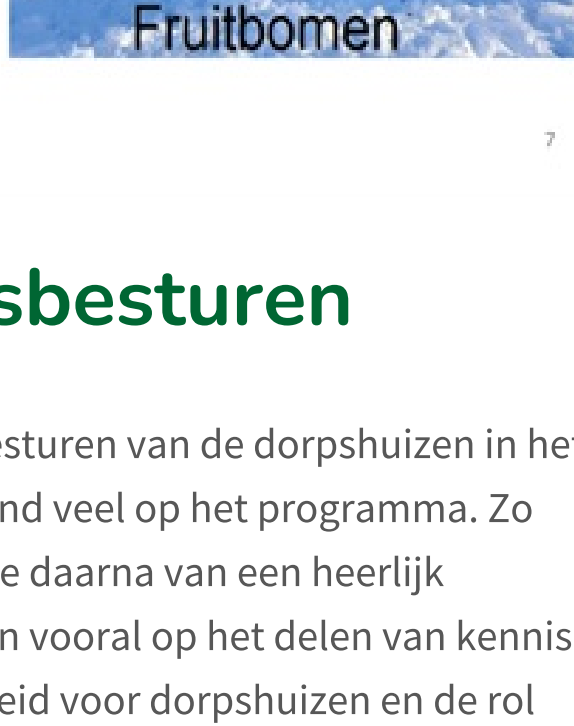 Fruitbomen
7
sbesturen
esturen van de dorpshuizen in het
nd veel op het programma. Zo
e daarna van een heerlijk
n vooral op het delen van kennis
eid voor dorpshuizen en de rol